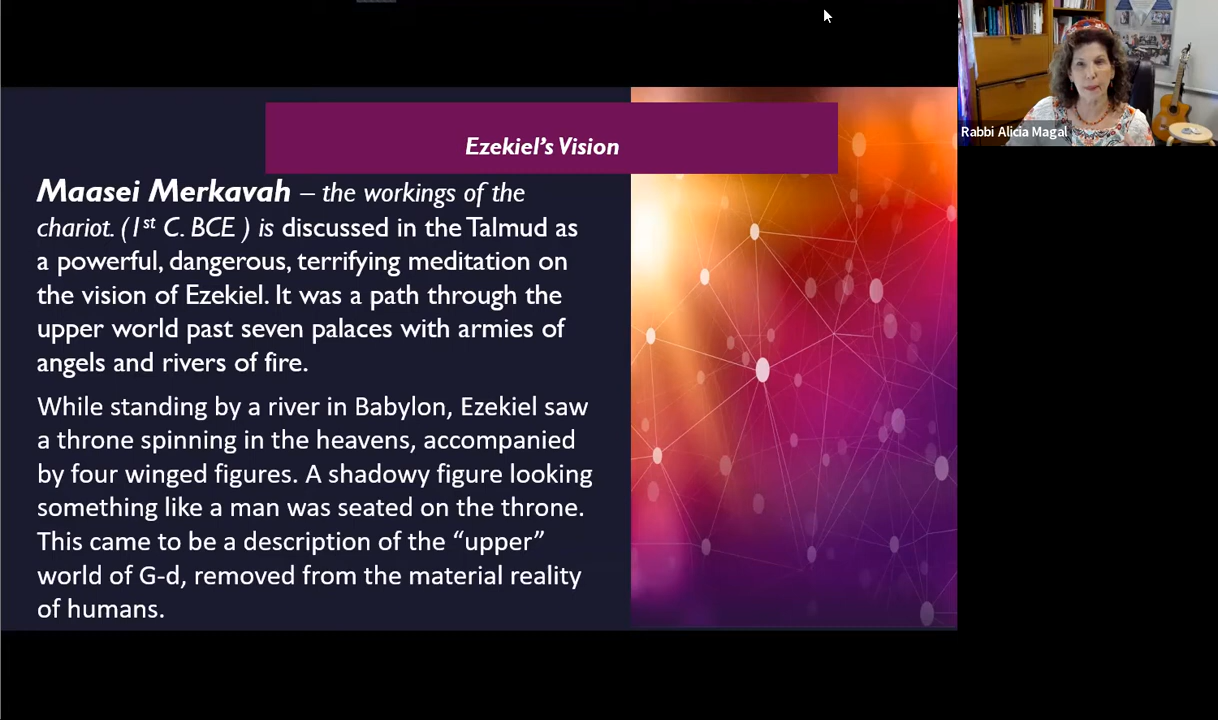 Ezekiel's Vision
Maasei Merkavah – the workings of the
chariot. (1st C. BCE ) is discussed in the Talmud as
a powerful, dangerous, terrifying meditation on
the vision of Ezekiel. It was a path through the
upper world past seven palaces with armies of
angels and rivers of fire.
While standing by a river in Babylon, Ezekiel saw
a throne spinning in the heavens, accompanied
by four winged figures. A shadowy figure looking
something like a man was seated on the throne.
This came to be a description of the “upper”
world of G-d, removed from the material reality
of humans.
Rabbi Alicia Magal